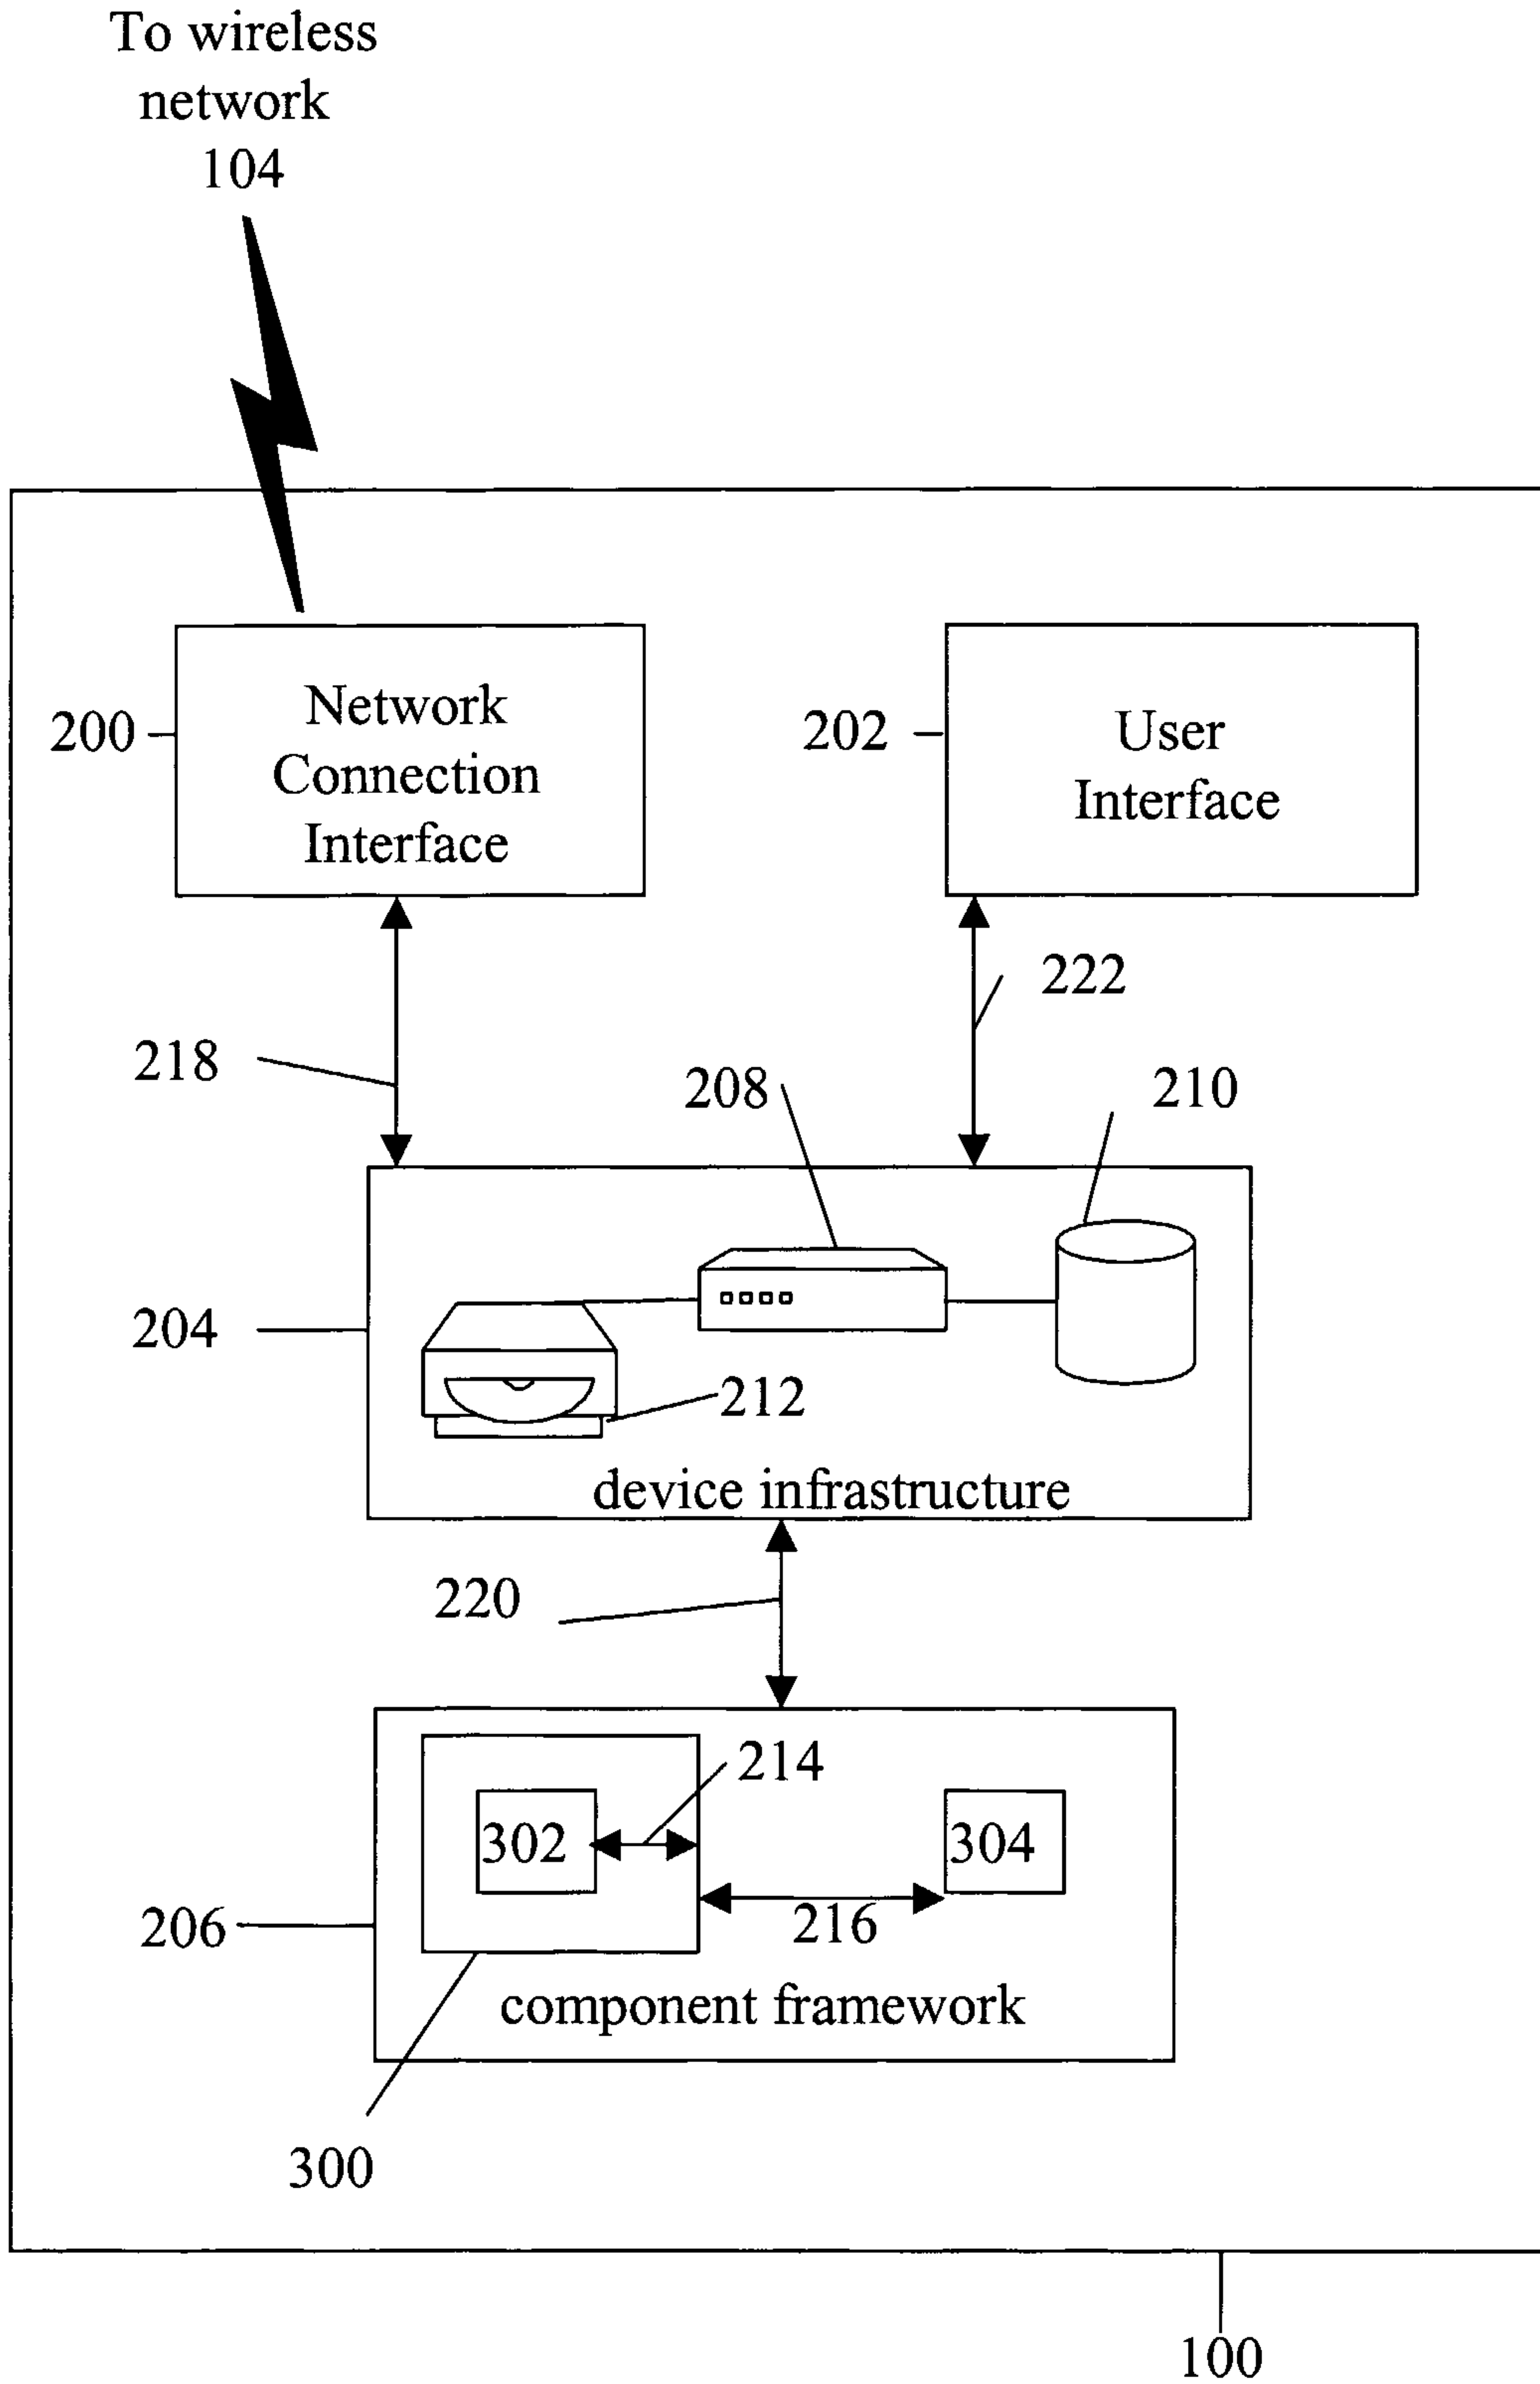 To wireless
network
104
200
Network
Connection
Interface
202
User
Interface
218
222
208
210
204
212
device infrastructure
220
214
302
304
216
206
component framework
300
100